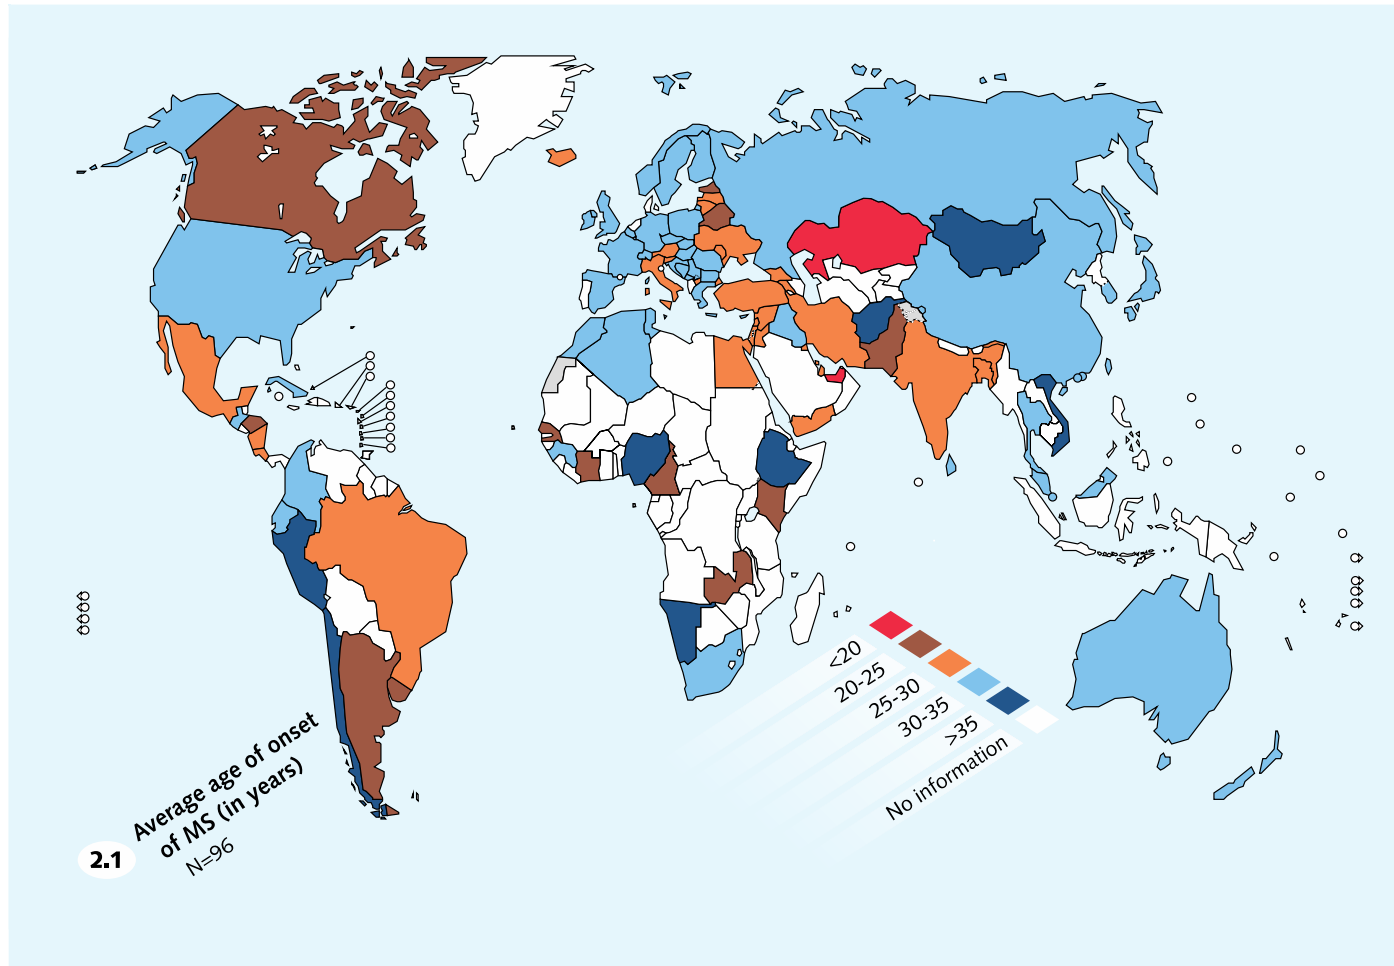 <20
20-25
25-30
30-35
>35
No information
Average age of onset
of MS (in years)
N=96
2.1